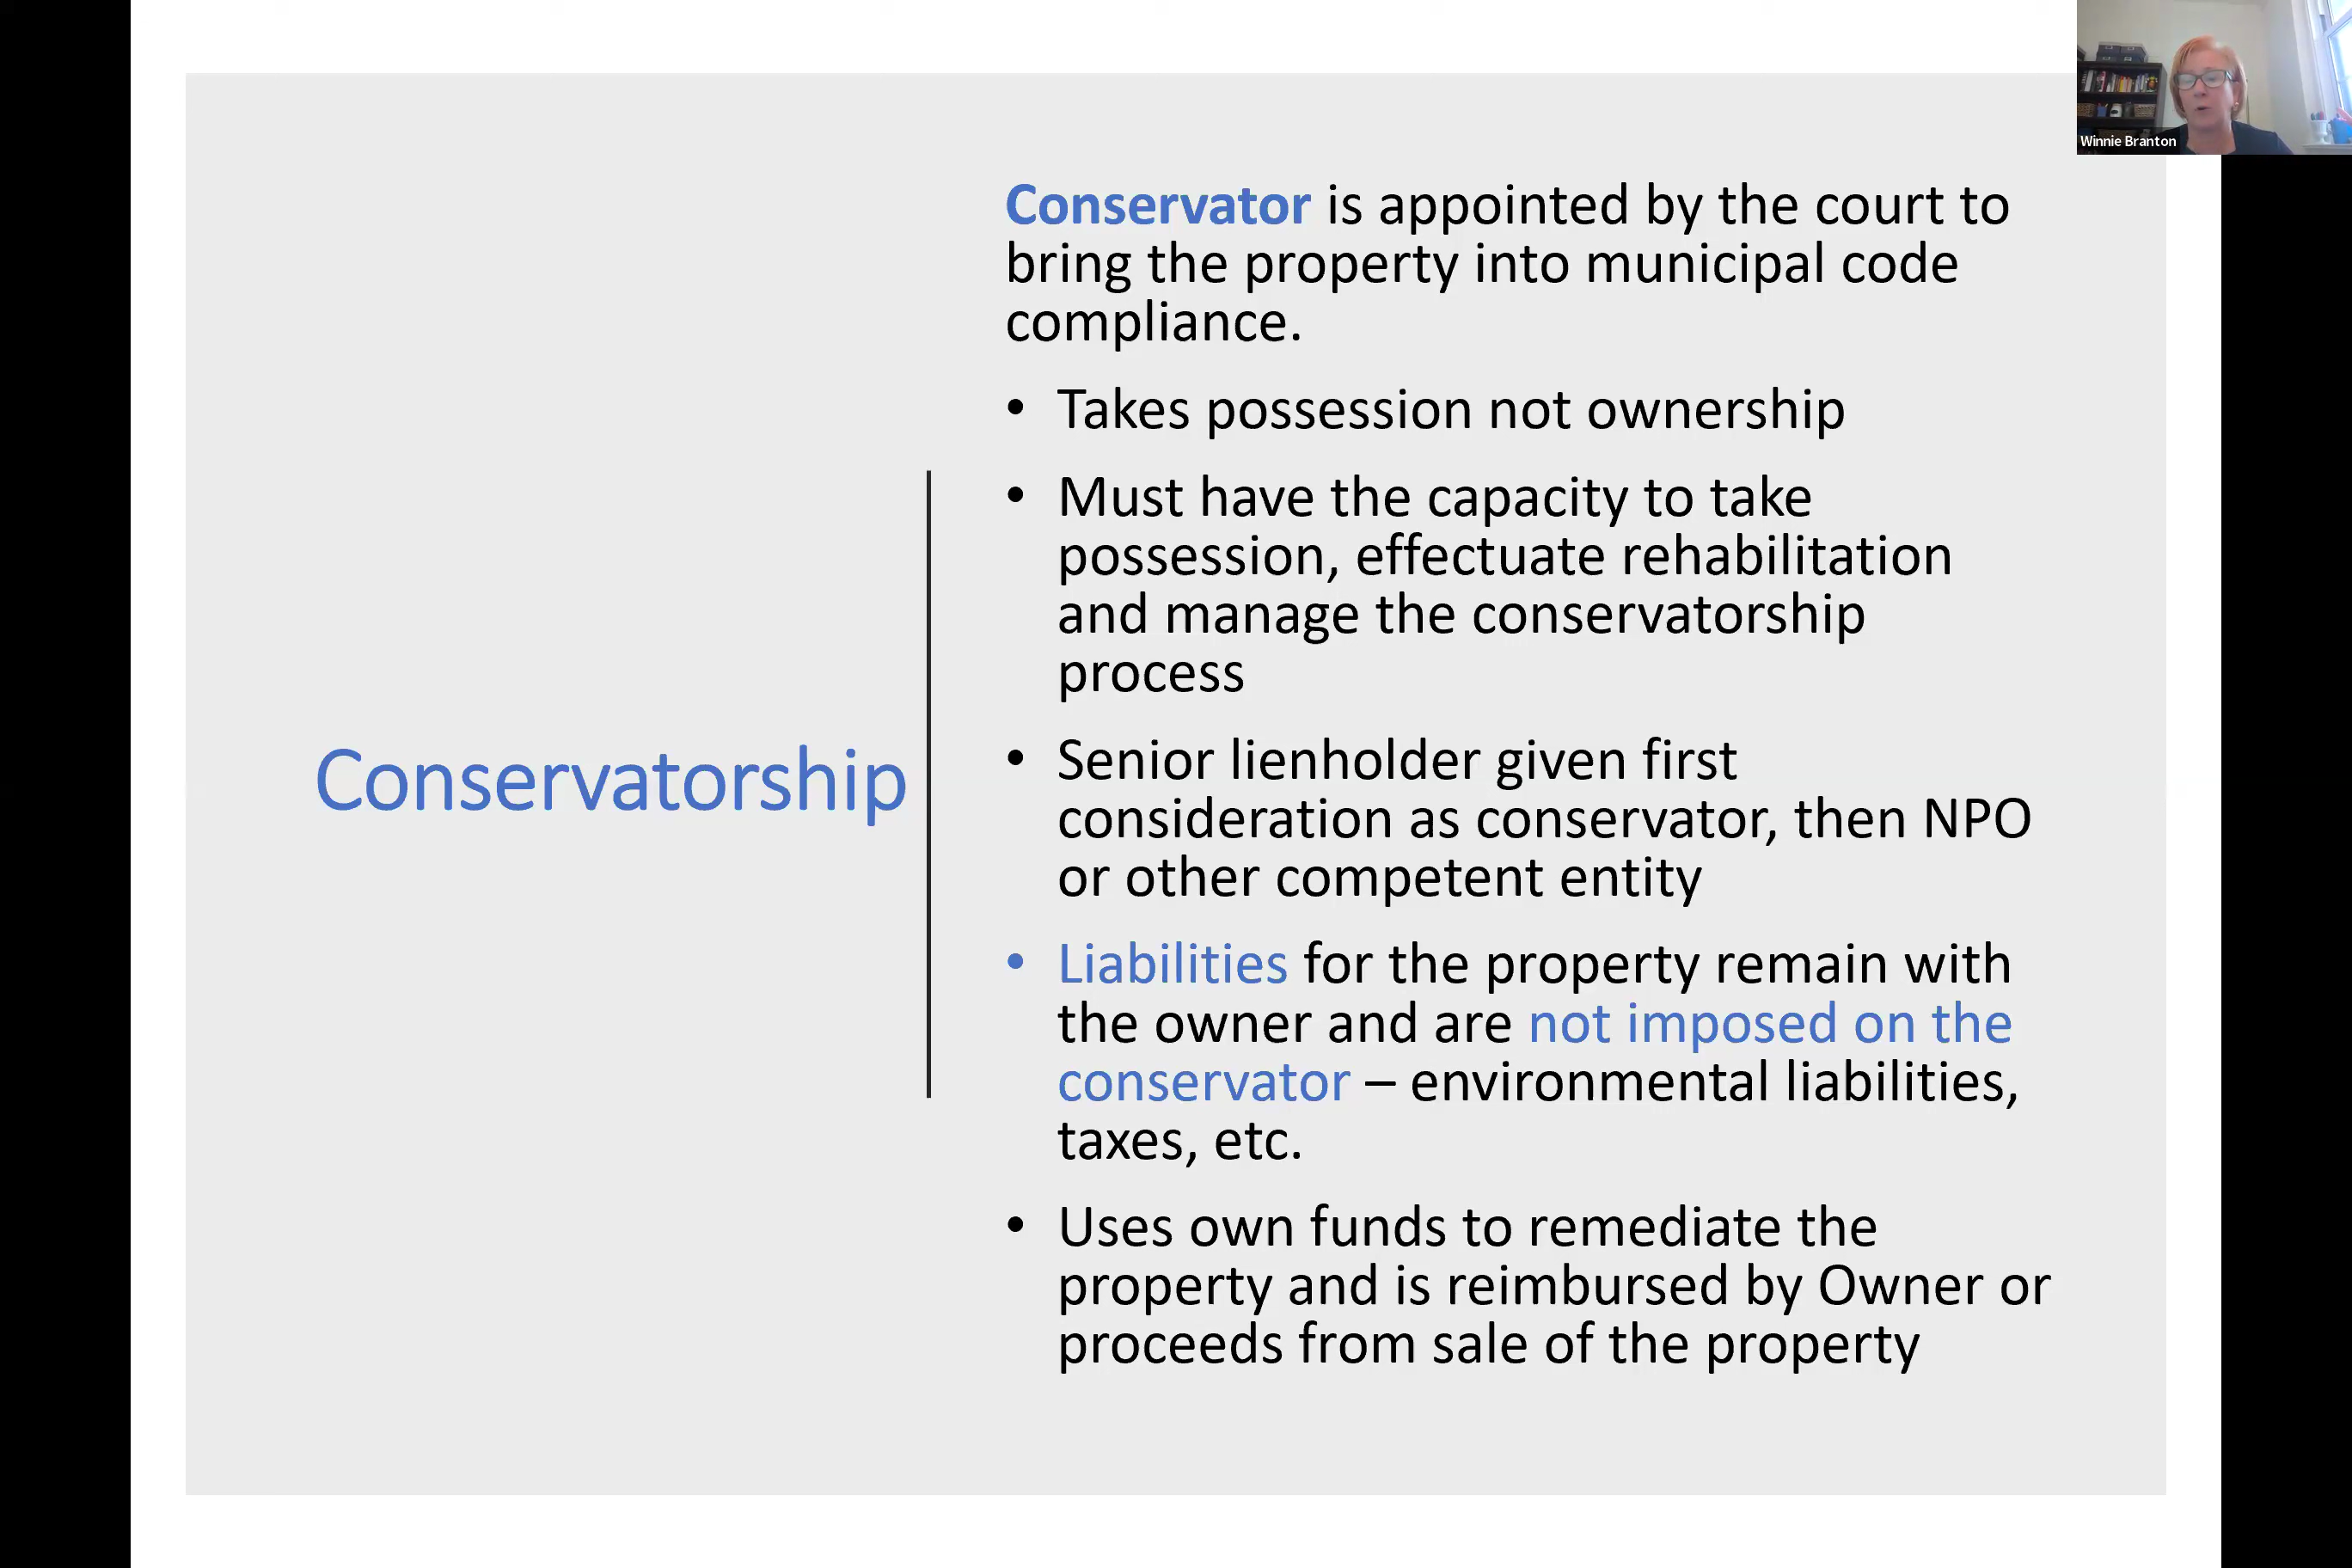 Winnie Branton
Conservatorship
Conservator is appointed by the court to
bring the property into municipal code
compliance.
• Takes possession not ownership
• Must have the capacity to take
possession, effectuate rehabilitation
and manage the conservatorship
process
• Senior lienholder given first
consideration as conservator, then NPO
or other competent entity
• Liabilities for the property remain with
the owner and are not imposed on the
conservator – environmental liabilities,
taxes, etc.
• Uses own funds to remediate the
property and is reimbursed by Owner or
proceeds from sale of the property